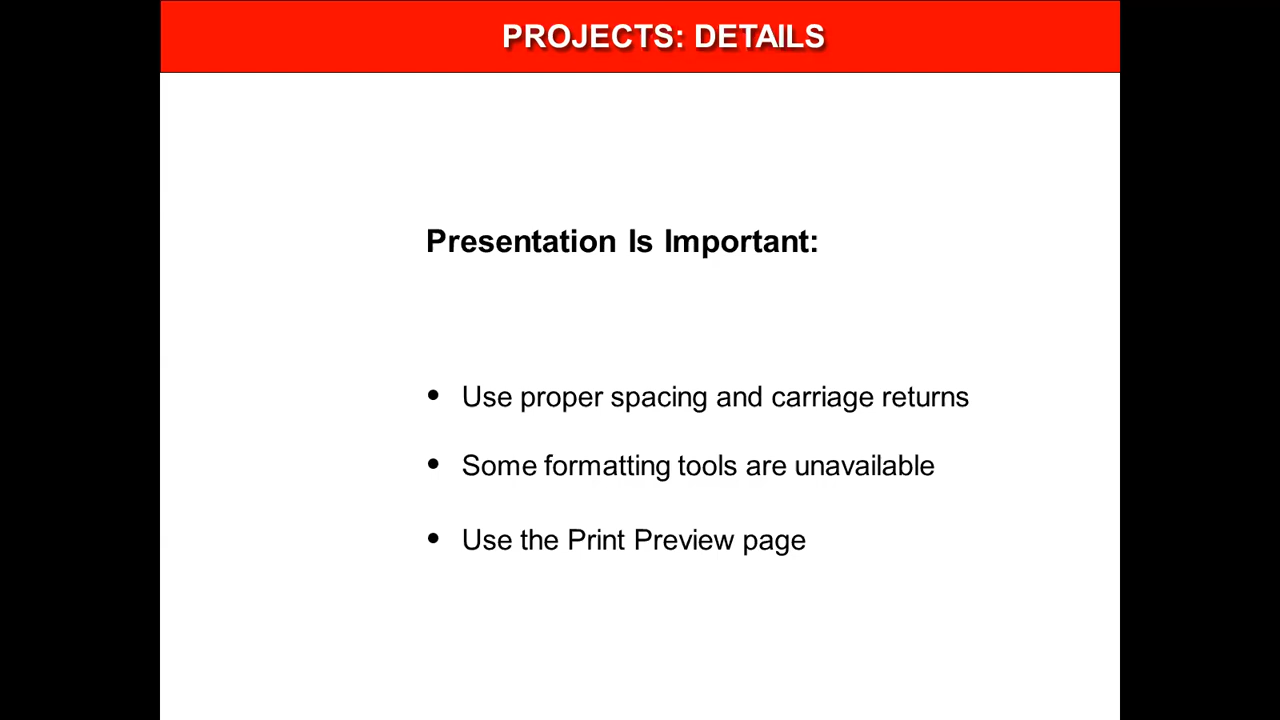 PROJECTS: DETAILS
Presentation Is Important:
• Use proper spacing and carriage returns
• Some formatting tools are unavailable
• Use the Print Preview page